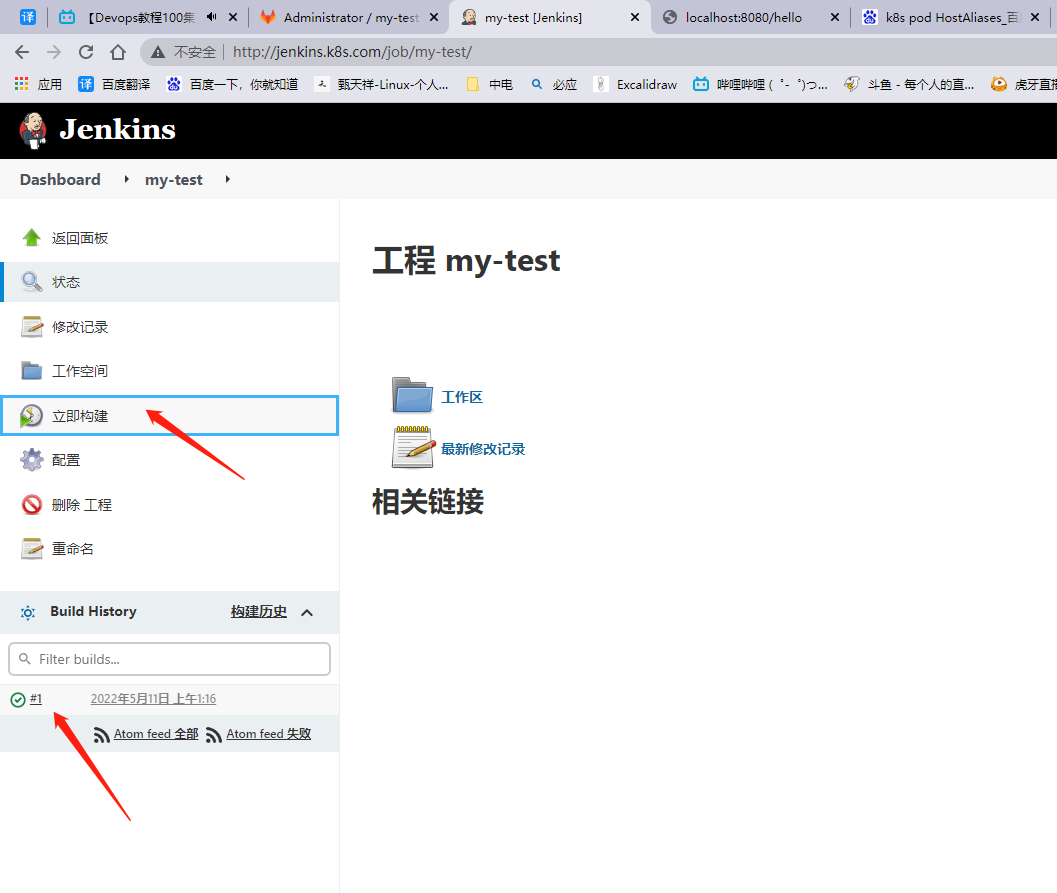 译
【Devops教程100集
Administrator / my-test
my-test [Jenkins]
localhost:8080/hello
k8s pod HostAliases_百
不安全 | http://jenkins.k8s.com/job/my-test/
应用 译 百度翻译 百度一下，你就知道 甄天祥-Linux-个人... 中电 必应 Excalidraw 哔哩哔哩 (゜-゜)つ... 斗鱼 - 每个人的直... 虎牙直播
Jenkins
Dashboard my-test
返回面板
状态
修改记录
工作空间
立即构建
配置
删除 工程
重命名
Build History 构建历史
Filter builds...
#1 2022年5月11日 上午1:16
Atom feed 全部 Atom feed 失败
工程 my-test
工作区
最新修改记录
相关链接